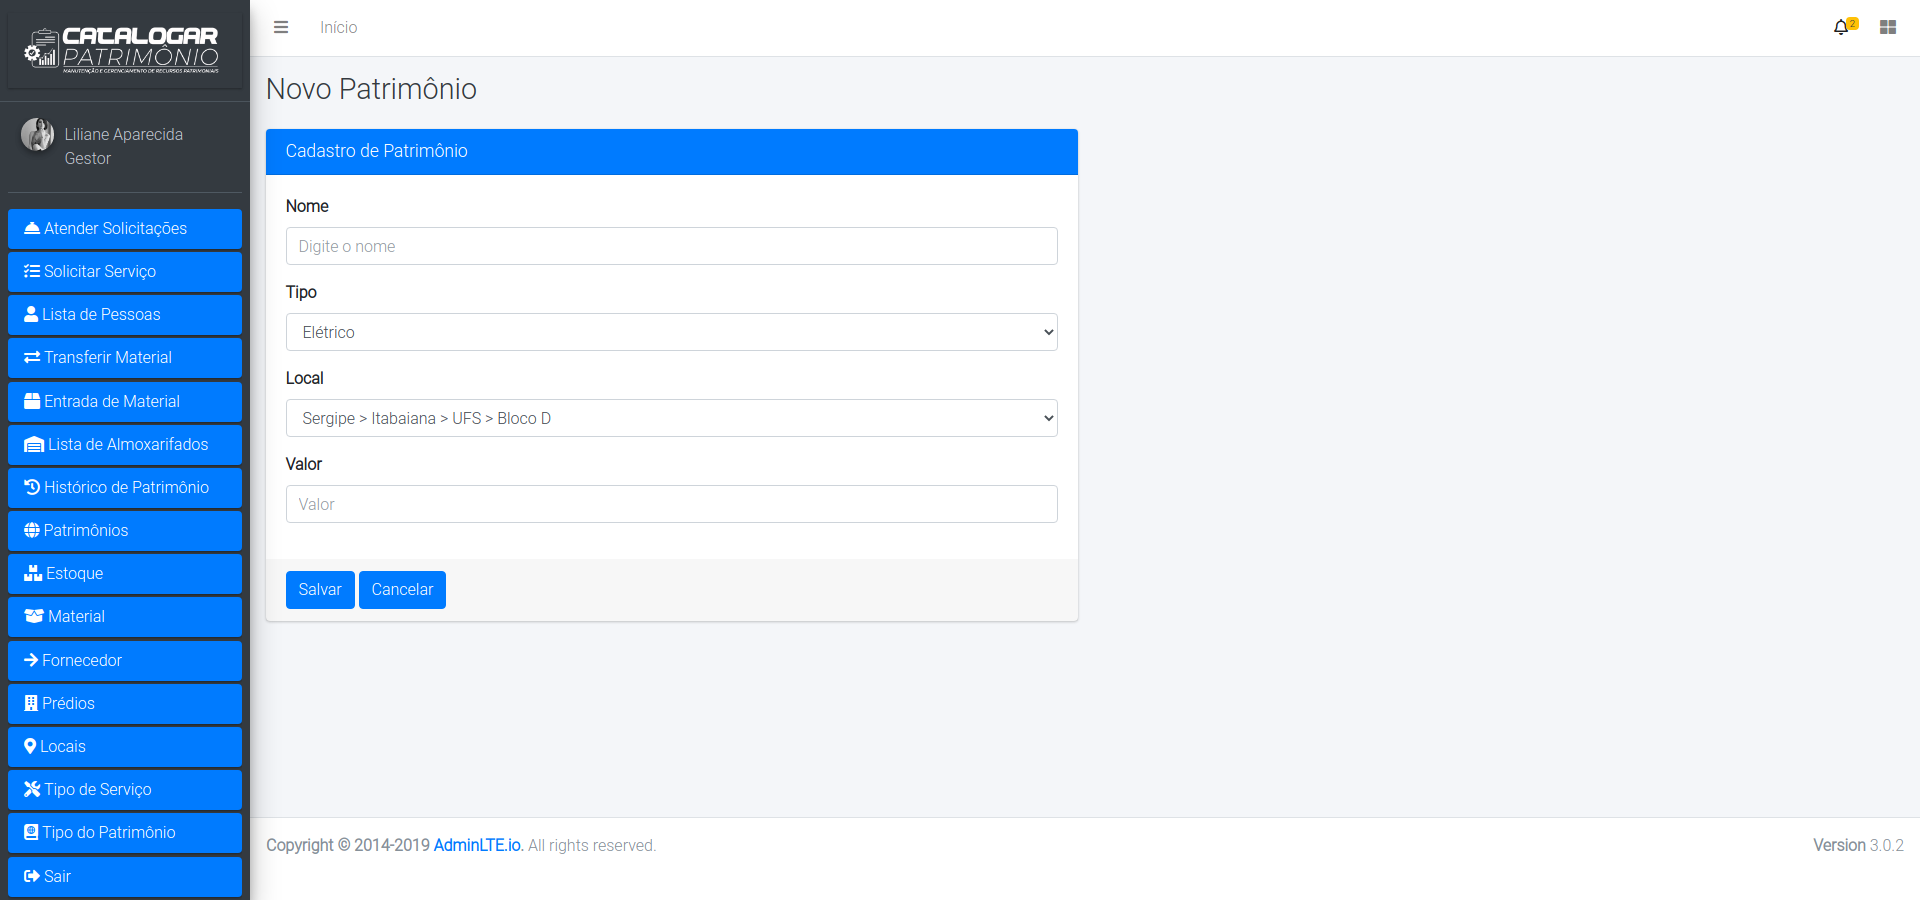 CATALOGAR
PATRIMÔNIO
MANUTENÇÃO E GERENCIAMENTO DE RECURSOS PATRIMONIAIS
Liliane Aparecida
Gestor
Atender Solicitações
Solicitar Serviço
Lista de Pessoas
Transferir Material
Entrada de Material
Lista de Almoxarifados
Histórico de Patrimônio
Patrimônios
Estoque
Material
Fornecedor
Prédios
Locais
Tipo de Serviço
Tipo do Patrimônio
Sair
Início
2
Novo Patrimônio
Cadastro de Patrimônio
Nome
Digite o nome
Tipo
Elétrico
Local
Sergipe > Itabaiana > UFS > Bloco D
Valor
Valor
Salvar Cancelar
Copyright © 2014-2019 AdminLTE.io. All rights reserved.
Version 3.0.2